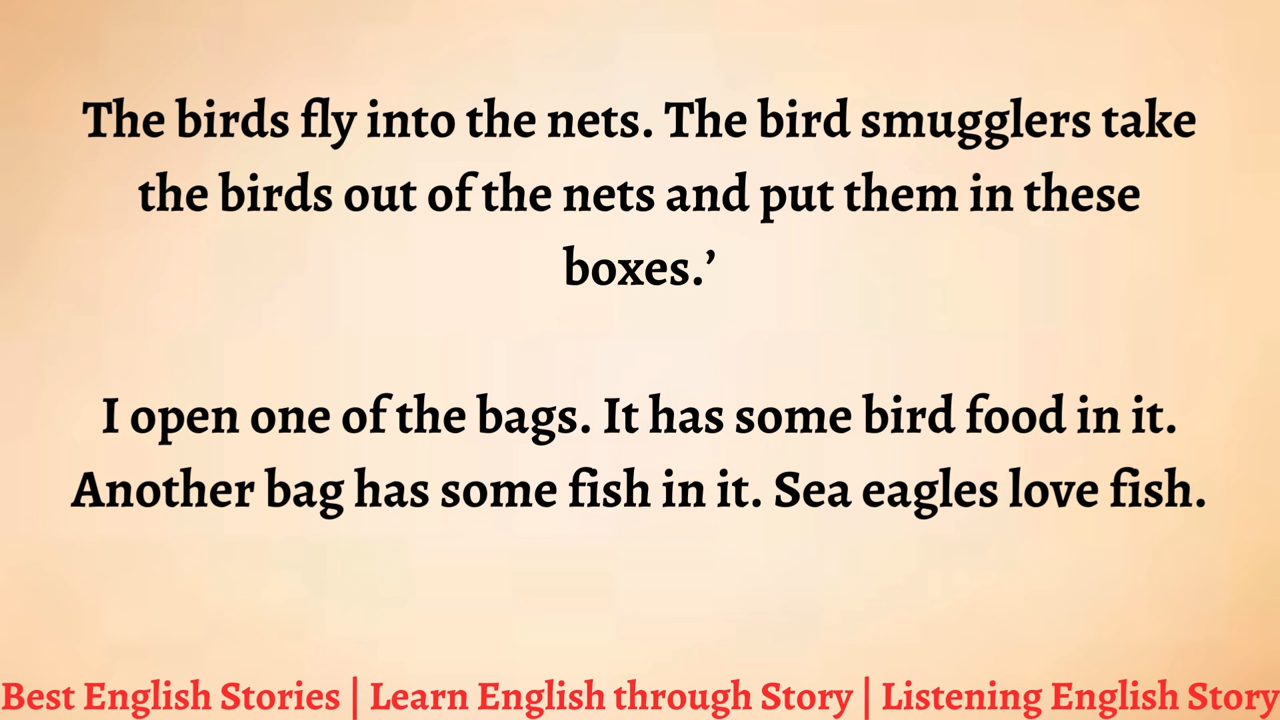 The birds fly into the nets. The bird smugglers take
the birds out of the nets and put them in these
boxes.’
I open one of the bags. It has some bird food in it.
Another bag has some fish in it. Sea eagles love fish.
Best English Stories | Learn English through Story | Listening English Story